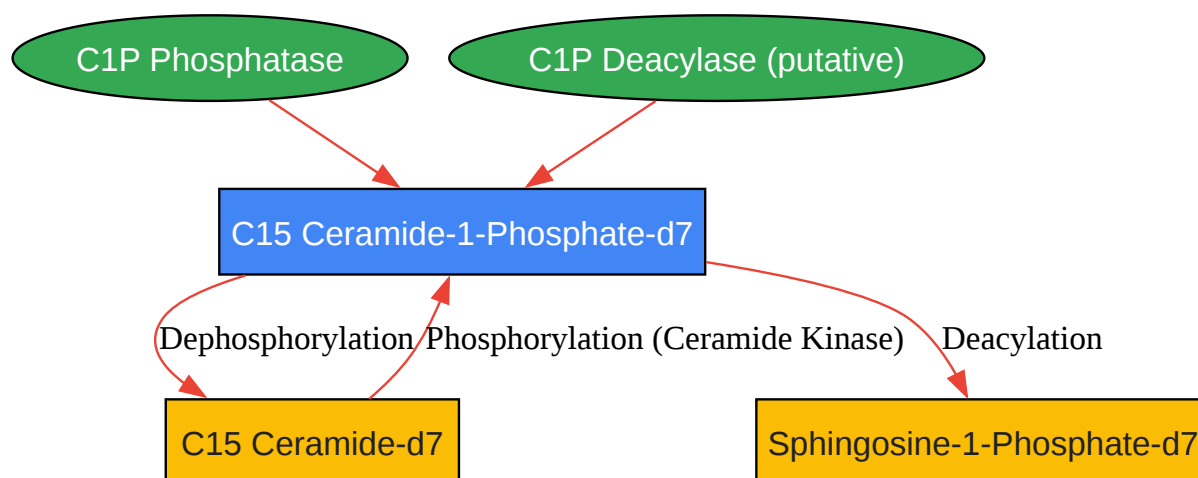 C1P Phosphatase
C1P Deacylase (putative)
C15 Ceramide-1-Phosphate-d7
Dephosphorylation
Phosphorylation (Ceramide Kinase)
Deacylation
C15 Ceramide-d7
Sphingosine-1-Phosphate-d7